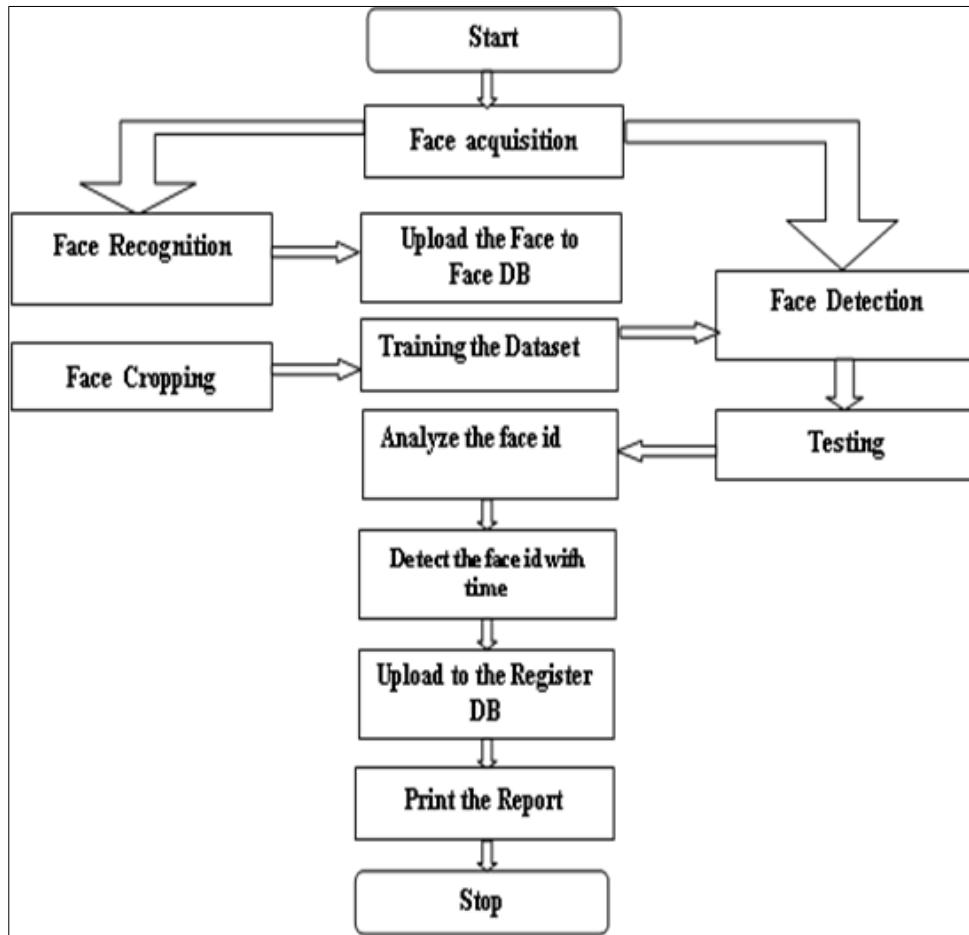 Start
Face acquisition
Face Recognition
Upload the Face to
Face DB
Face Detection
Face Cropping
Training the Dataset
Analyze the face id
Testing
Detect the face id with
time
Upload to the Register
DB
Print the Report
Stop